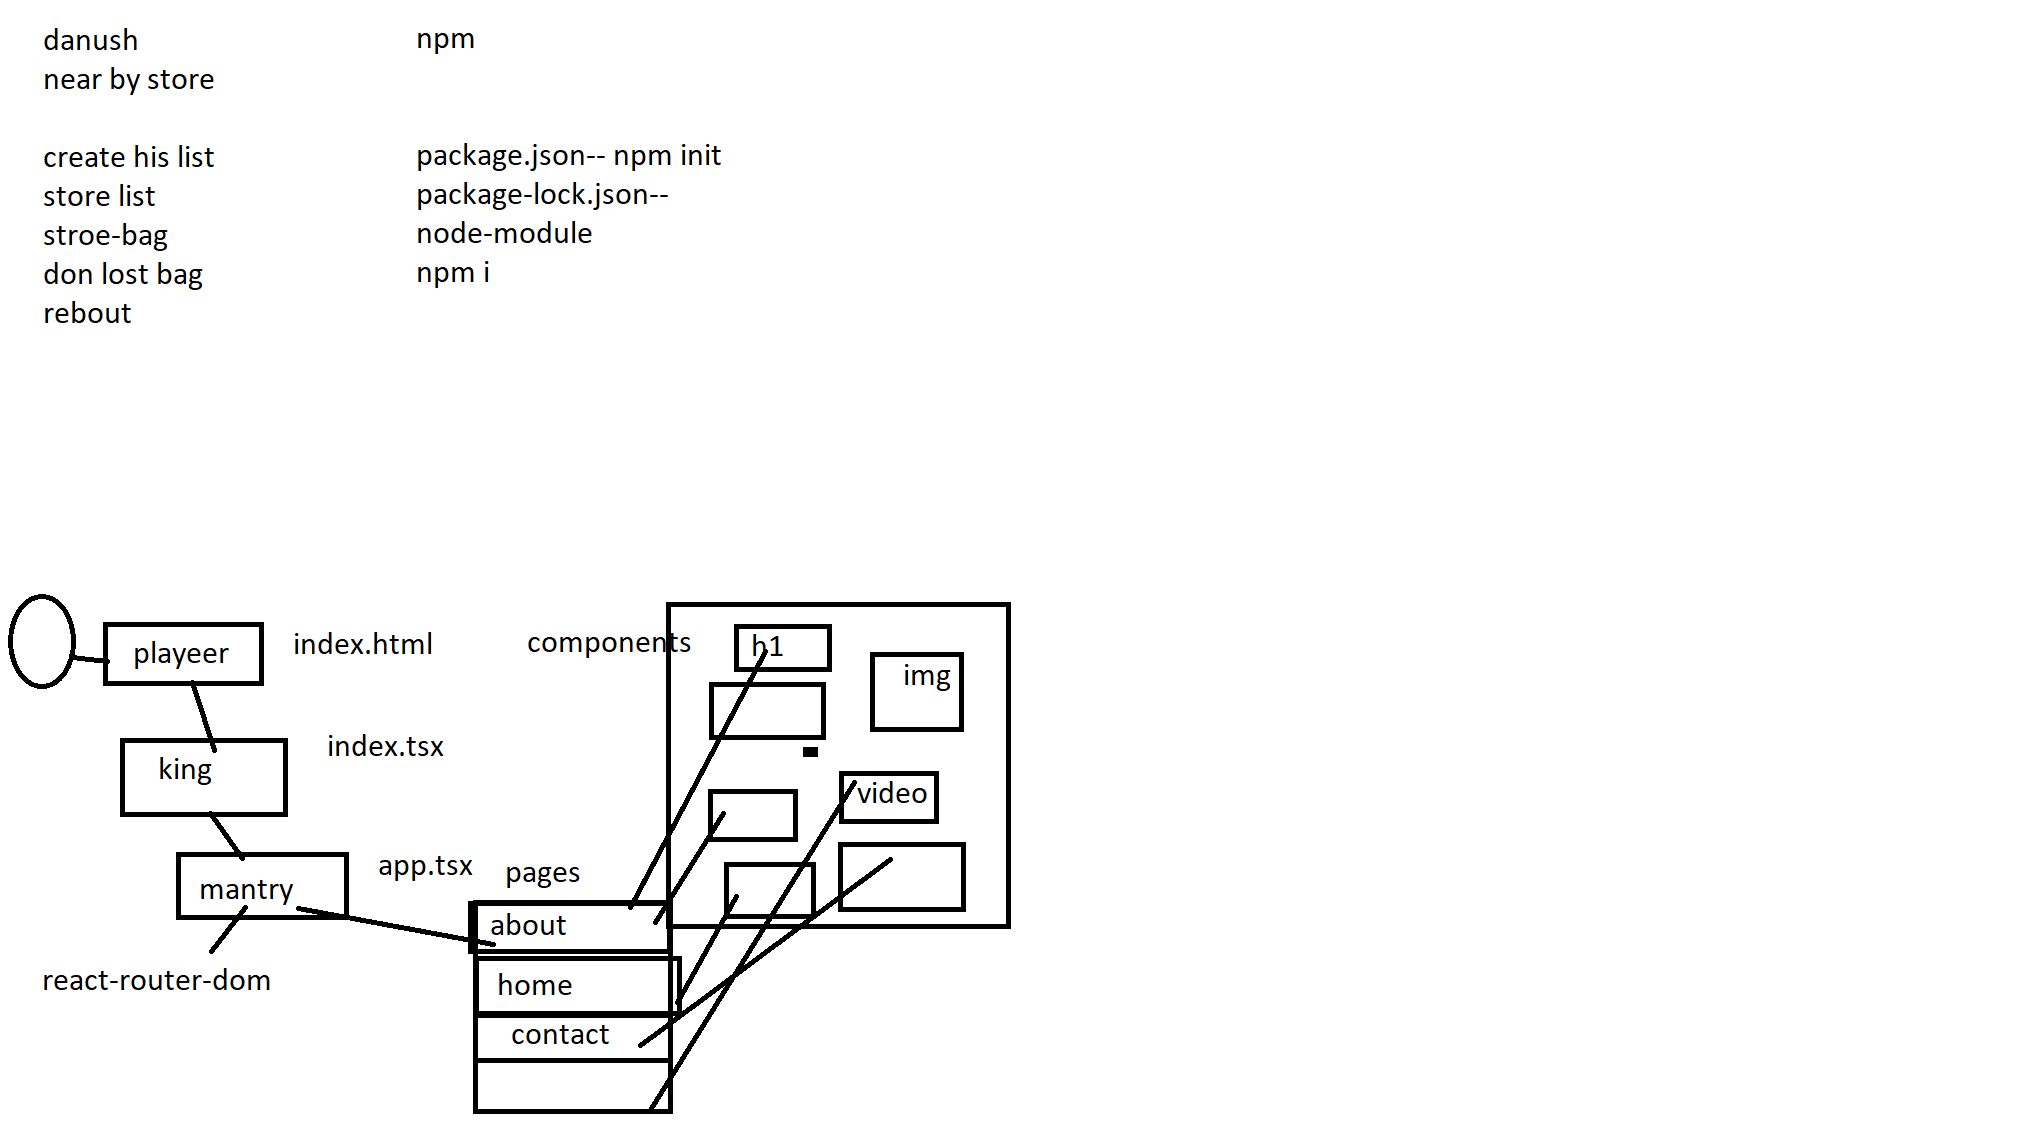 danush
near by store
create his list
store list
stroe-bag
don lost bag
rebout
npm
package.json-- npm init
package-lock.json--
node-module
npm i
playeer
index.html
king
index.tsx
mantry
app.tsx
react-router-dom
pages
about
home
contact
components
h1
img
video